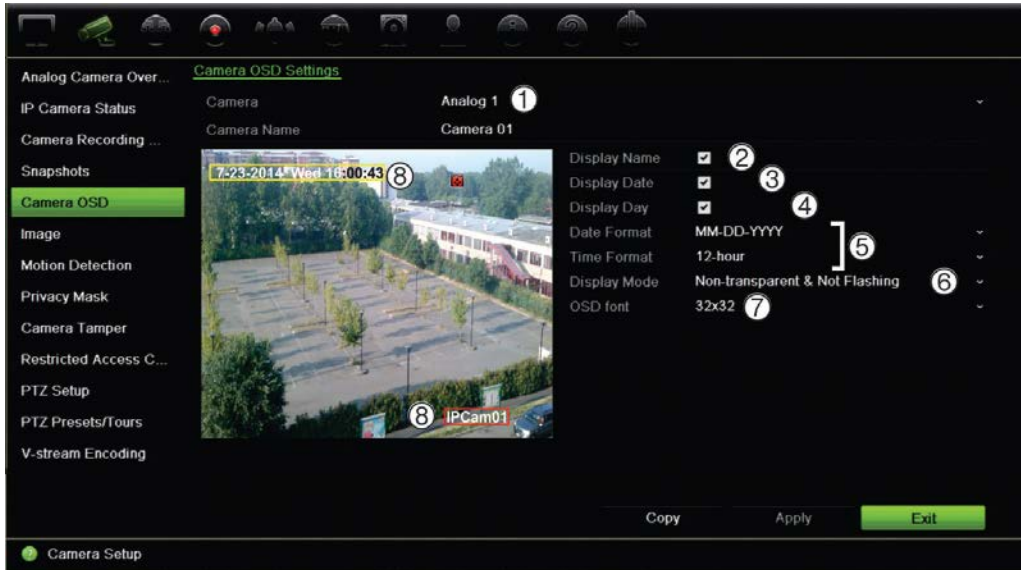 Camera OSD Settings
Analog Camera Over...
IP Camera Status
Camera Recording ...
Snapshots
Camera OSD
Image
Motion Detection
Privacy Mask
Camera Tamper
Restricted Access C...
PTZ Setup
PTZ Presets/Tours
V-stream Encoding
Camera Analog 1 ①
Camera Name Camera 01
7-23-2014 Wed 16:00:43 ⑧
⑧ IPCam01
Display Name ②
Display Date ③
Display Day ④
Date Format MM-DD-YYYY
Time Format 12-hour
⑤
Display Mode Non-transparent & Not Flashing ⑥
OSD font 32x32 ⑦
Copy Apply Exit
Camera Setup